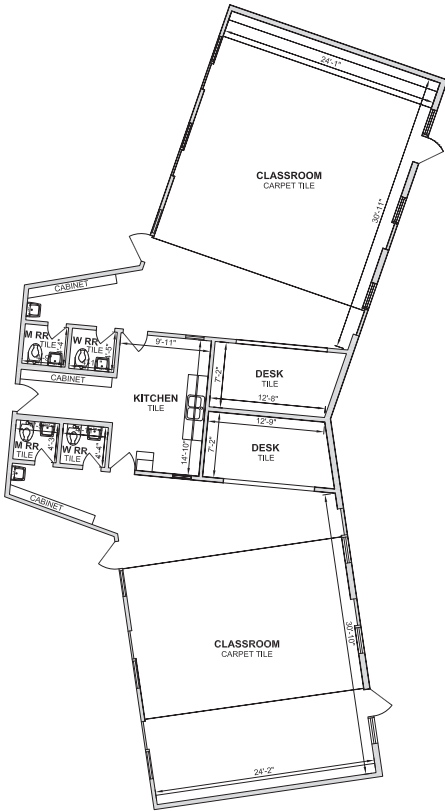 24'-1"
CLASSROOM
CARPET TILE
30'-11"
CABINET
M RR
TILE
W RR
TILE
9'-11"
CABINET
KITCHEN
TILE
7'-2"
DESK
TILE
12'-8"
12'-9"
7'-2"
DESK
TILE
14'-10"
M RR
TILE
4'-3"
W RR
TILE
4'-4"
CABINET
30'-10"
CLASSROOM
CARPET TILE
24'-2"